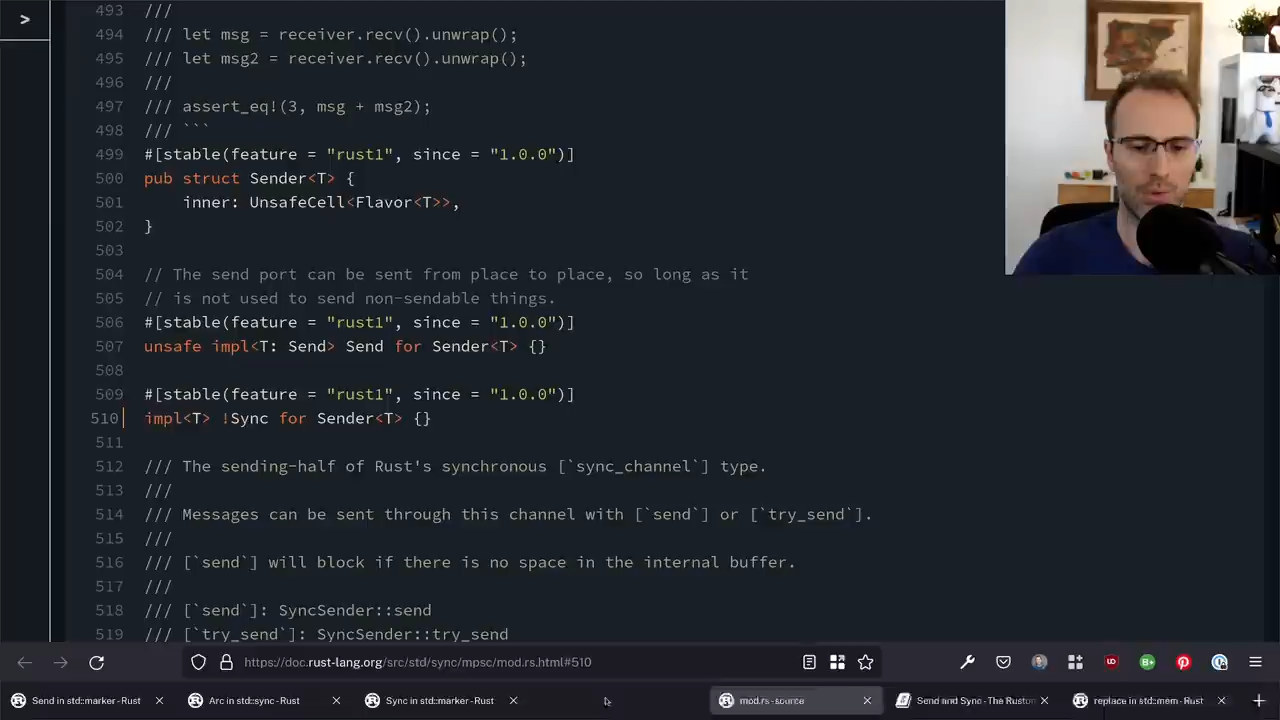 >
493 ///
494 /// let msg = receiver.recv().unwrap();
495 /// let msg2 = receiver.recv().unwrap();
496 ///
497 /// assert_eq!(3, msg + msg2);
498 /// ```
499 #[stable(feature = "rust1", since = "1.0.0")]
500 pub struct Sender<T> {
501     inner: UnsafeCell<Flavor<T>>,
502 }
503
504 // The send port can be sent from place to place, so long as it
505 // is not used to send non-sendable things.
506 #[stable(feature = "rust1", since = "1.0.0")]
507 unsafe impl<T: Send> Send for Sender<T> {}
508
509 #[stable(feature = "rust1", since = "1.0.0")]
510 impl<T> !Sync for Sender<T> {}
511
512 /// The sending-half of Rust's synchronous [`sync_channel`] type.
513 ///
514 /// Messages can be sent through this channel with [`send`] or [`try_send`].
515 ///
516 /// [`send`] will block if there is no space in the internal buffer.
517 ///
518 /// [`send`]: SyncSender::send
519 /// [`try_send`]: SyncSender::try_send
https://doc.rust-lang.org/src/std/sync/mpsc/mod.rs.html#510
Send in std::marker - Rust
Arc in std::sync - Rust
Sync in std::marker - Rust
mod.rs - source
Send and Sync - The Ruston
replace in std::mem - Rust